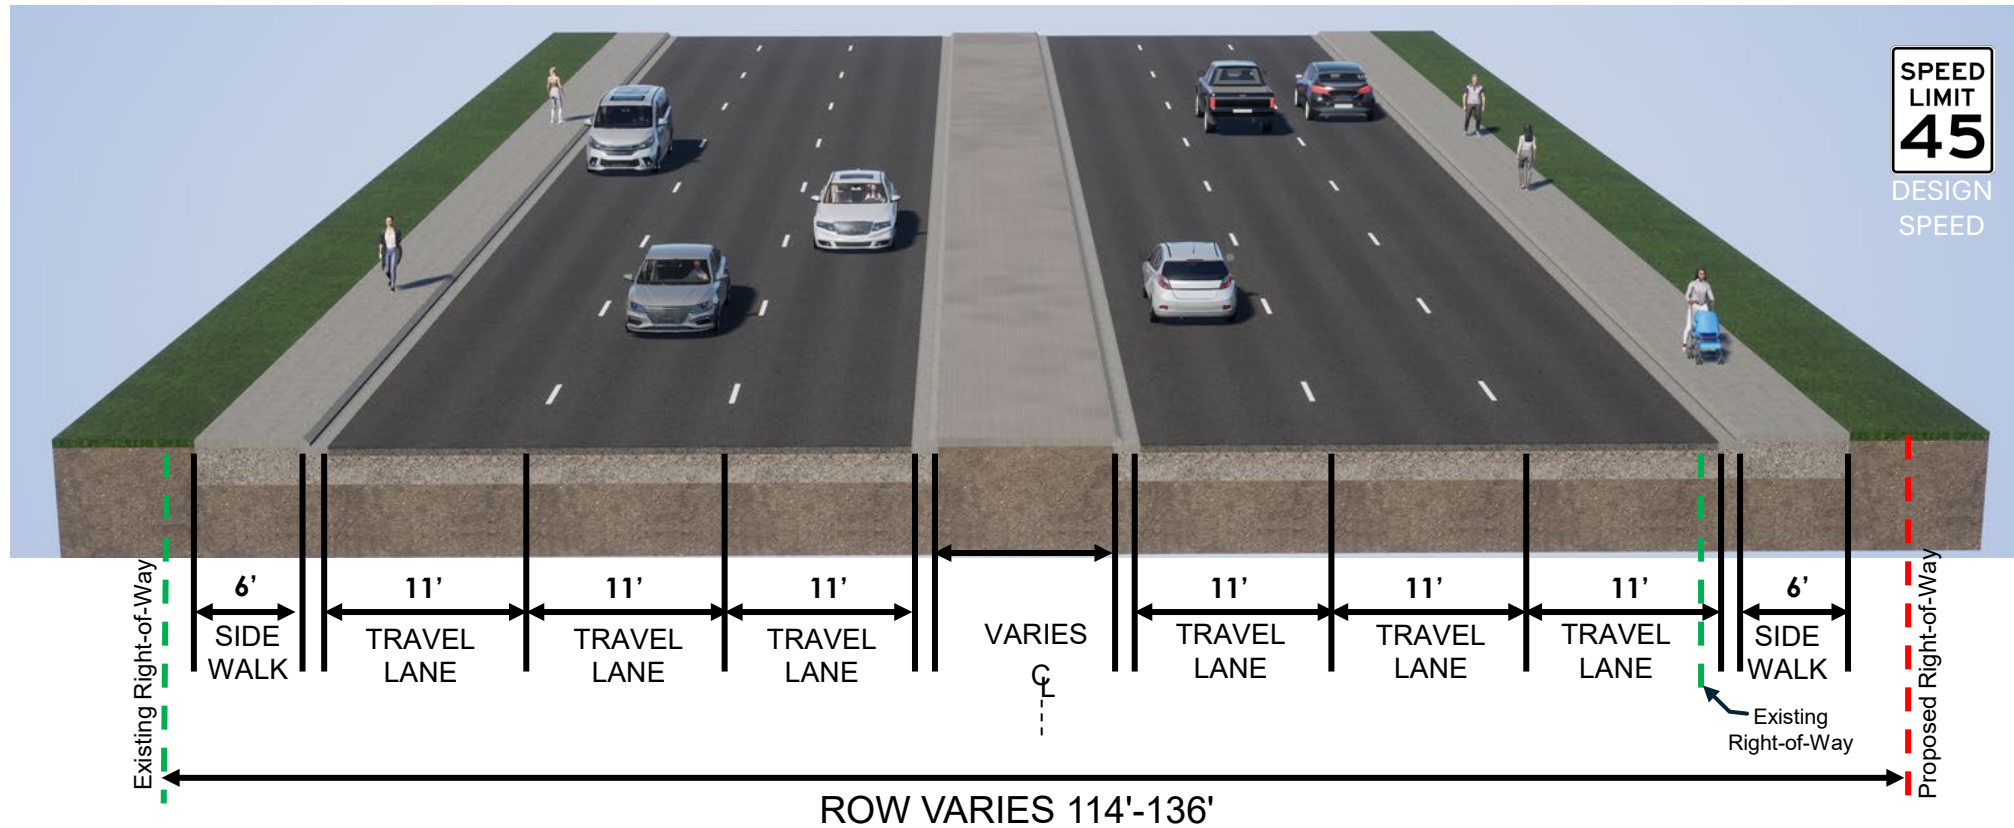 SPEED
LIMIT
45
DESIGN
SPEED
Existing Right-of-Way
6’
SIDE
WALK
11’
TRAVEL
LANE
11’
TRAVEL
LANE
11’
TRAVEL
LANE
VARIES
CL
11’
TRAVEL
LANE
11’
TRAVEL
LANE
11’
TRAVEL
LANE
6’
SIDE
WALK
Existing
Right-of-Way
Proposed Right-of-Way
ROW VARIES 114'-136'